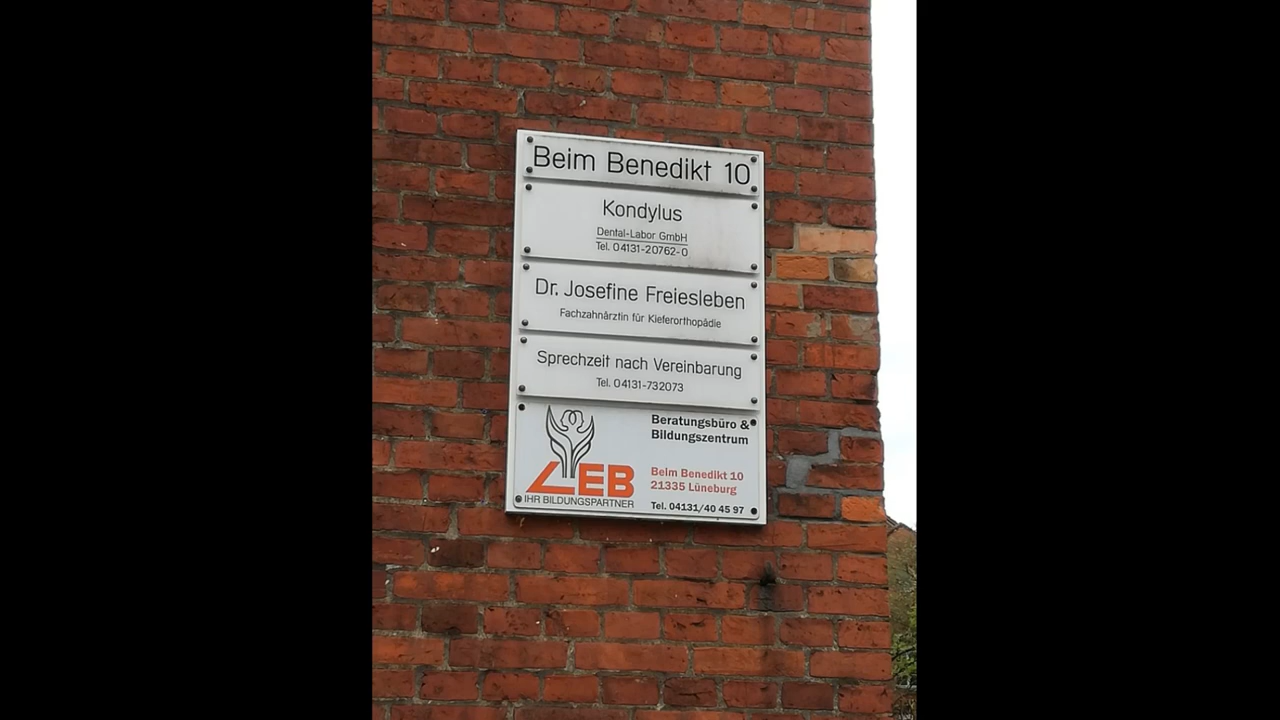 Beim Benedikt 10
Kondylus
Dental-Labor GmbH
Tel. 04131-20762-0
Dr. Josefine Freiesleben
Fachzahnärztin für Kieferorthopädie
Sprechzeit nach Vereinbarung
Tel. 04131-732073
LEB
IHR BILDUNGSPARTNER
Beratungsbüro &
Bildungszentrum
Beim Benedikt 10
21335 Lüneburg
Tel. 04131/40 45 97